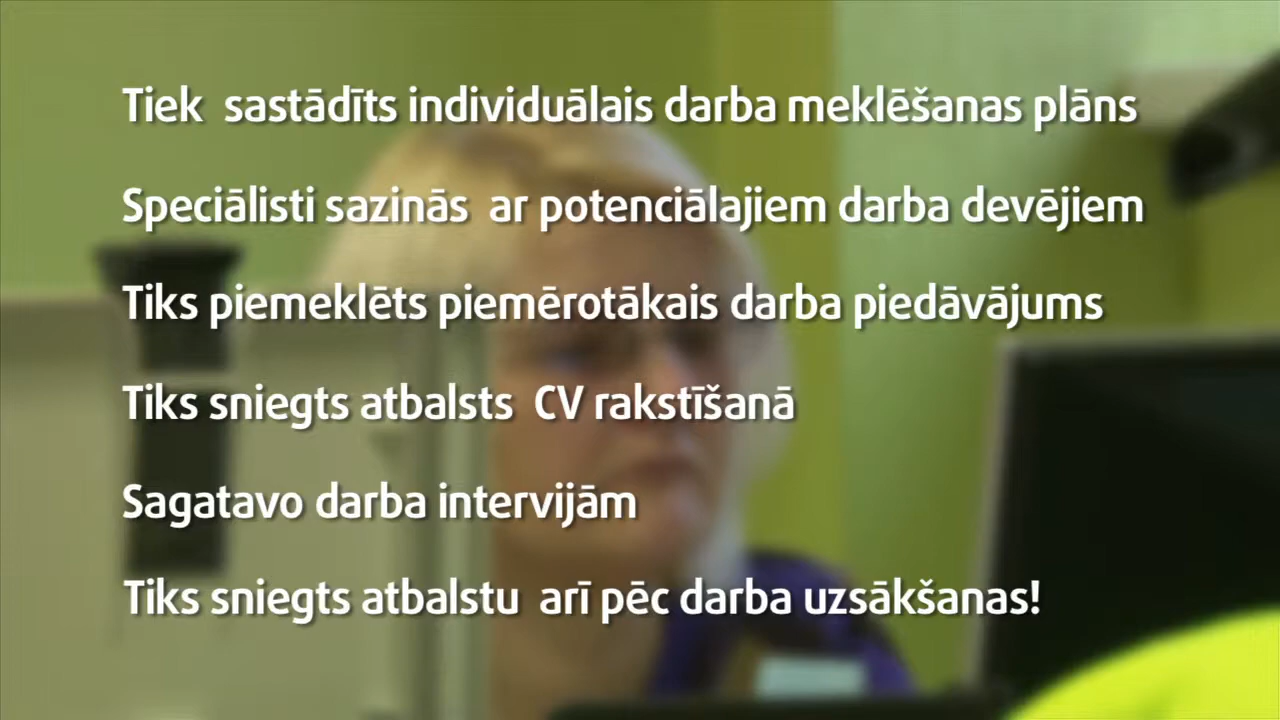 Tiek sastādīts individuālais darba meklēšanas plāns
Speciālisti sazinās ar potenciālajiem darba devējiem
Tiks piemeklēts piemērotākais darba piedāvājums
Tiks sniegts atbalsts CV rakstīšanā
Sagatavo darba intervijām
Tiks sniegts atbalstu arī pēc darba uzsākšanas!